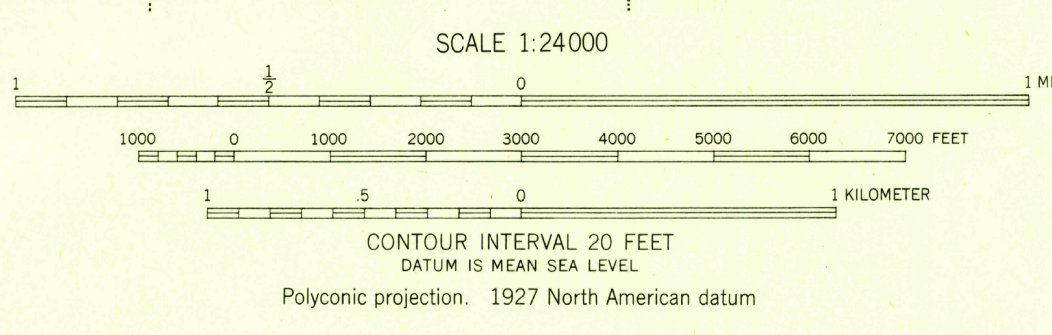 SCALE 1:24000
1 1/2 0 1
1000 0 1000 2000 3000 4000 5000 6000 7000 FEET
1 .5 0 1 KILOMETER
CONTOUR INTERVAL 20 FEET
DATUM IS MEAN SEA LEVEL
Polyconic projection. 1927 North American datum